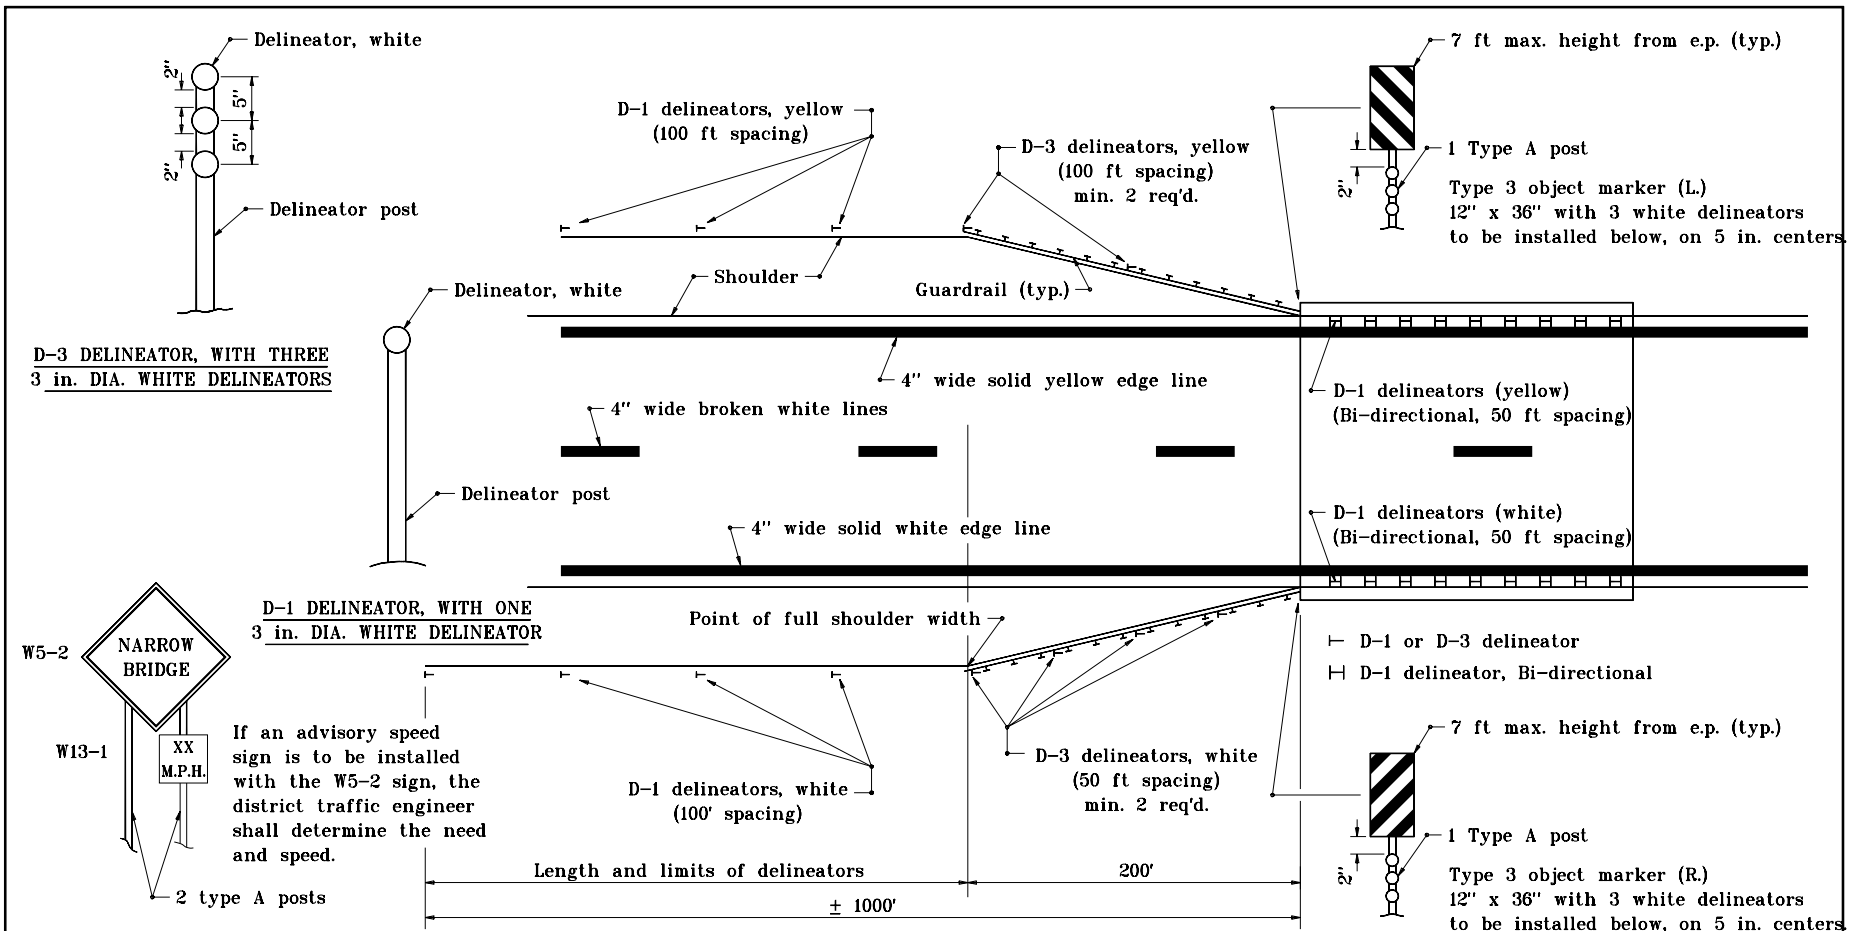 Delineator, white
2"
5"
5"
2"
Delineator post
D-3 DELINEATOR, WITH THREE
3 in. DIA. WHITE DELINEATORS
Delineator, white
Delineator post
D-1 DELINEATOR, WITH ONE
3 in. DIA. WHITE DELINEATOR
W5-2
NARROW
BRIDGE
W13-1
XX
M.P.H.
If an advisory speed
sign is to be installed
with the W5-2 sign, the
district traffic engineer
shall determine the need
and speed.
2 type A posts
D-1 delineators, yellow
(100 ft spacing)
D-3 delineators, yellow
(100 ft spacing)
min. 2 req'd.
Shoulder
Guardrail (typ.)
4" wide solid yellow edge line
4" wide broken white lines
4" wide solid white edge line
Point of full shoulder width
D-1 delineators, white
(100' spacing)
D-3 delineators, white
(50 ft spacing)
min. 2 req'd.
Length and limits of delineators
200'
± 1000'
7 ft max. height from e.p. (typ.)
1 Type A post
2"
Type 3 object marker (L.)
12" x 36" with 3 white delineators
to be installed below, on 5 in. centers.
D-1 delineators (yellow)
(Bi-directional, 50 ft spacing)
D-1 delineators (white)
(Bi-directional, 50 ft spacing)
D-1 or D-3 delineator
D-1 delineator, Bi-directional
7 ft max. height from e.p. (typ.)
1 Type A post
2"
Type 3 object marker (R.)
12" x 36" with 3 white delineators
to be installed below, on 5 in. centers.